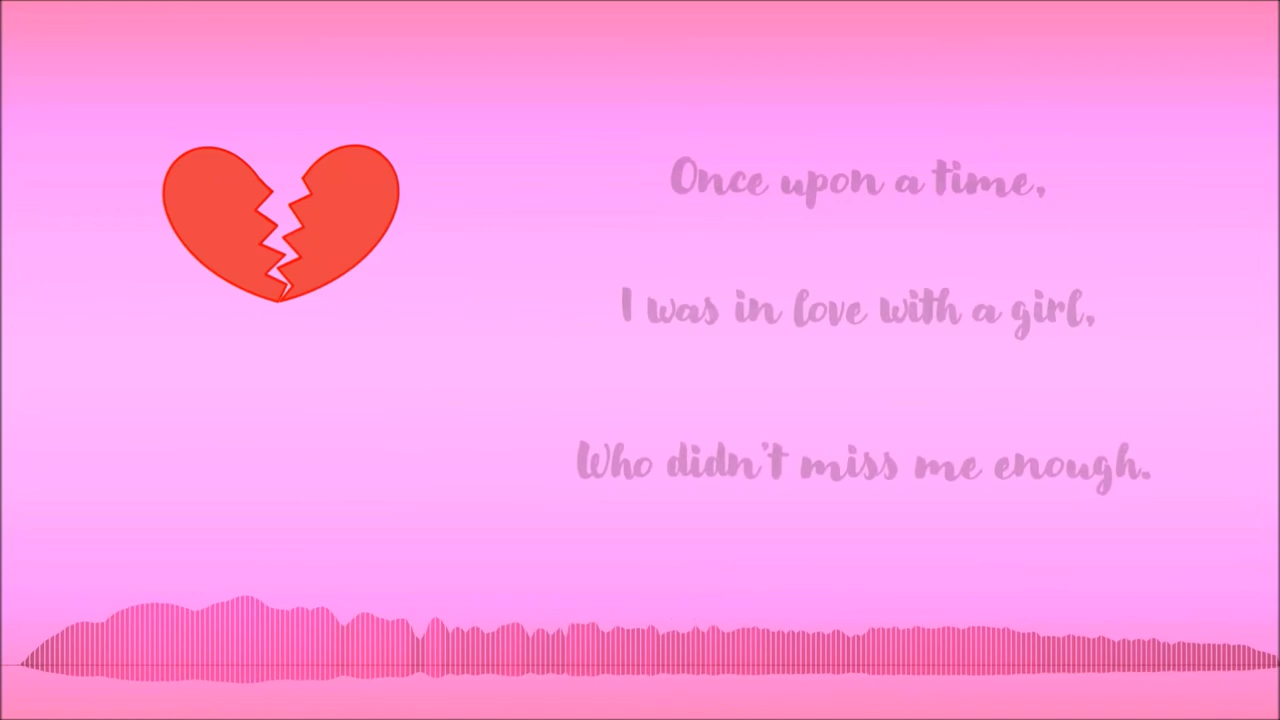 Once upon a time,
I was in love with a girl,
Who didn't miss me enough.